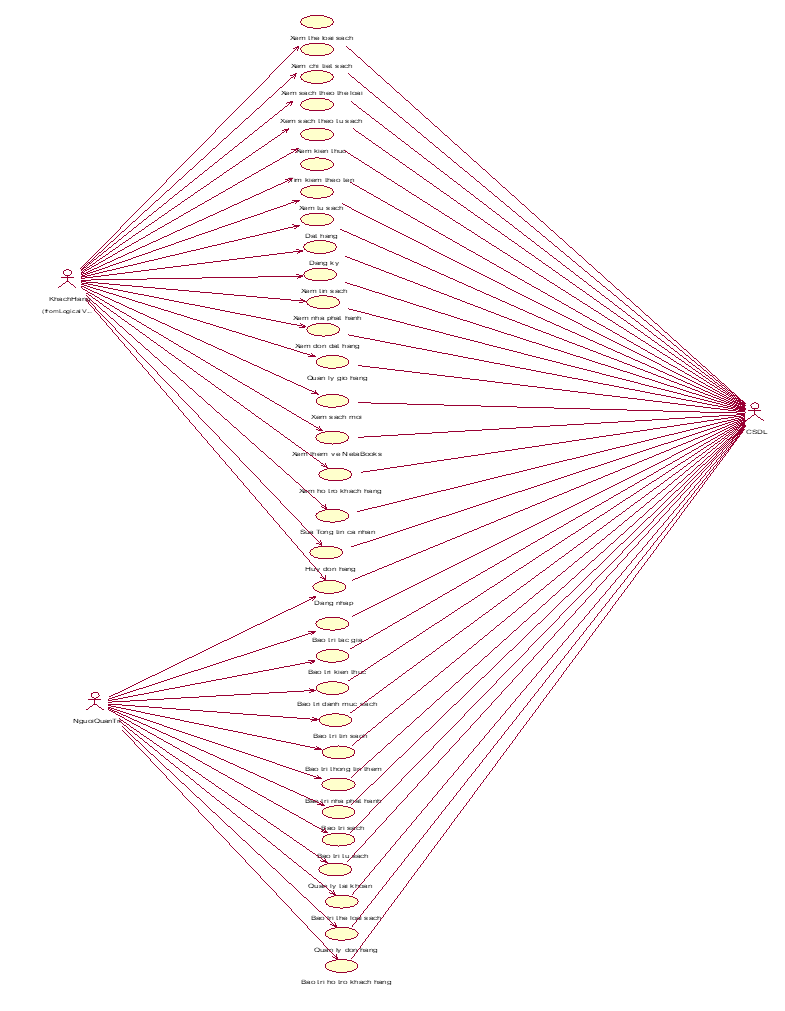 Xem the loai sach
Xem chi tiet sach
Xem sach theo the loai
Xem sach theo tu sach
Xem kien thuc
Tim kiem theo ten
Xem tu sach
Dat hang
Dang ky
Xem tin sach
Xem nha phat hanh
Xem don dat hang
Quan ly gio hang
Xem sach moi
Xem them ve
Xem ho tro khach hang
Sua Tong tin ca nhan
Huy don hang
Dang nhap
Bao tri tac gia
Bao tri kien thuc
Bao tri danh muc sach
Bao tri tin sach
Bao tri thong tin them
Bao tri nha phat hanh
Bao tri sach
Bao tri tu sach
Quan ly tai khoan
Bao tri the loai sach
Quan ly don hang
Bao tri ho tro khach hang
KhachHang
(from Logical V...
CSDL